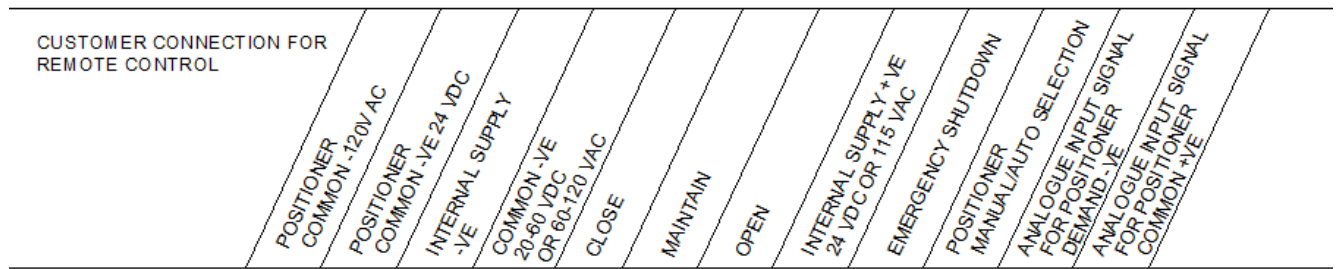 CUSTOMER CONNECTION FOR
REMOTE CONTROL
POSITIONER
COMMON -120V AC
POSITIONER
COMMON -VE 24 VDC
INTERNAL SUPPLY
-VE
COMMON -VE
20-60 VDC
OR 60-120 VAC
CLOSE
MAINTAIN
OPEN
INTERNAL SUPPLY +VE
24 VDC OR 115 VAC
EMERGENCY SHUTDOWN
POSITIONER
MANUAL/AUTO SELECTION
ANALOGUE INPUT SIGNAL
FOR POSITIONER
DEMAND -VE
ANALOGUE INPUT SIGNAL
FOR POSITIONER
COMMON +VE